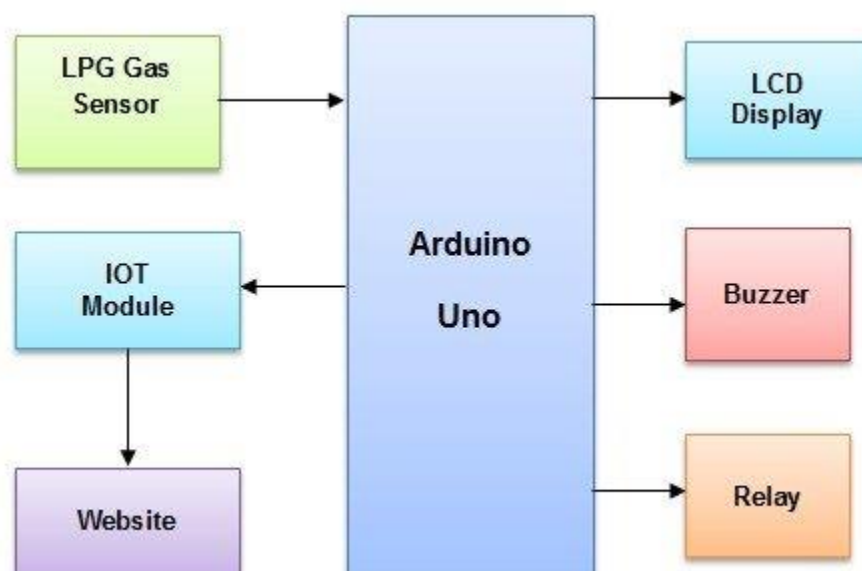 LPG Gas
Sensor
IOT
Module
Website
Arduino
Uno
LCD
Display
Buzzer
Relay